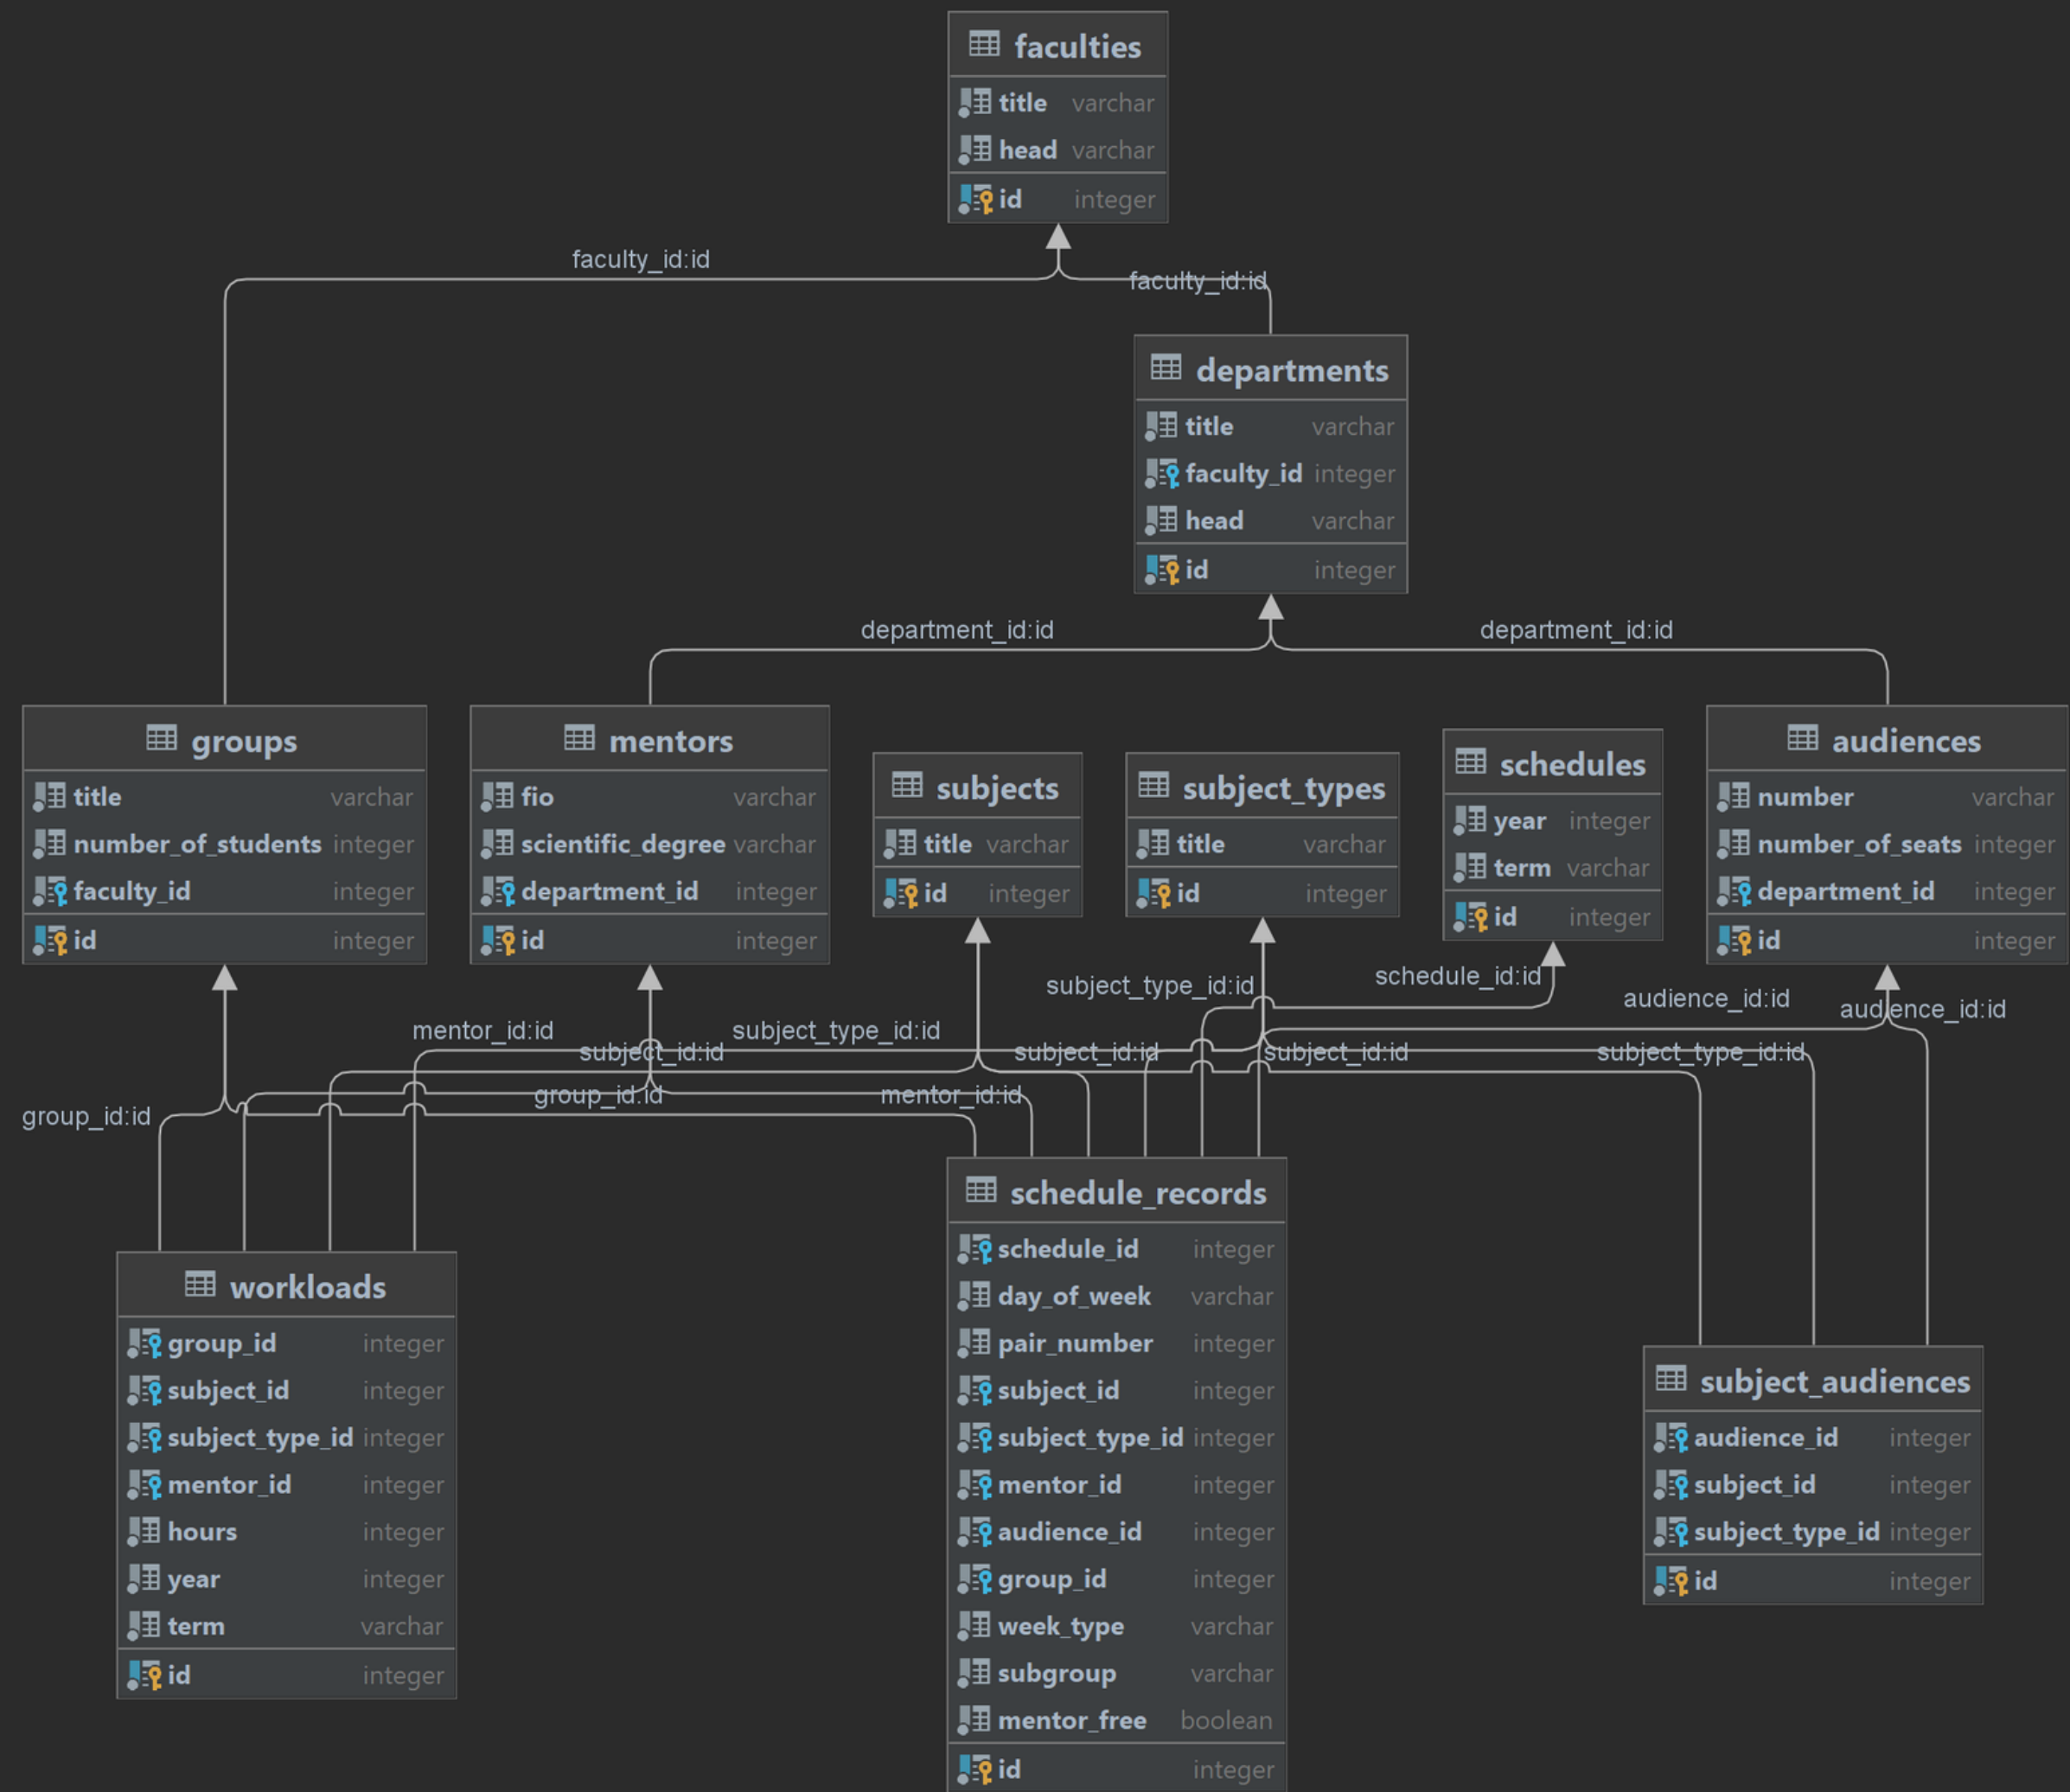 faculties
title varchar
head varchar
id integer
faculty_id:id
faculty_id:id
departments
title varchar
faculty_id integer
head varchar
id integer
department_id:id
department_id:id
groups
title varchar
number_of_students integer
faculty_id integer
id integer
mentors
fio varchar
scientific_degree varchar
department_id integer
id integer
subjects
title varchar
id integer
subject_types
title varchar
id integer
schedules
year integer
term varchar
id integer
audiences
number varchar
number_of_seats integer
department_id integer
id integer
subject_type_id:id
schedule_id:id
audience_id:id
audience_id:id
mentor_id:id
subject_type_id:id
subject_id:id
subject_id:id
subject_id:id
subject_type_id:id
group_id:id
mentor_id:id
group_id:id
workloads
group_id integer
subject_id integer
subject_type_id integer
mentor_id integer
hours integer
year integer
term varchar
id integer
schedule_records
schedule_id integer
day_of_week varchar
pair_number integer
subject_id integer
subject_type_id integer
mentor_id integer
audience_id integer
group_id integer
week_type varchar
subgroup varchar
mentor_free boolean
id integer
subject_audiences
audience_id integer
subject_id integer
subject_type_id integer
id integer